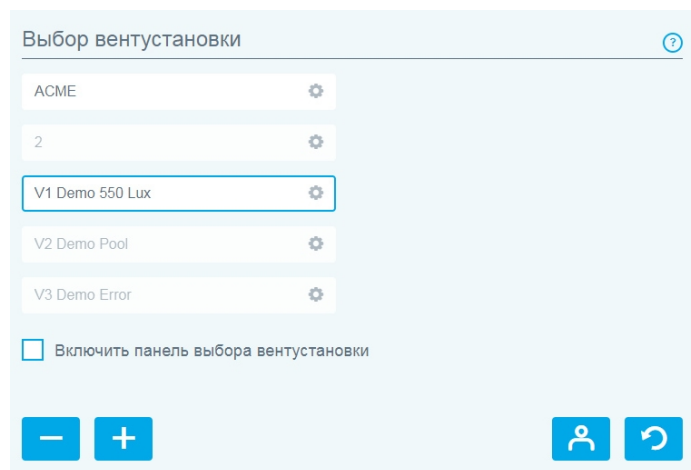 Выбор вентустановки
?
ACME
2
V1 Demo 550 Lux
V2 Demo Pool
V3 Demo Error
Включить панель выбора вентустановки